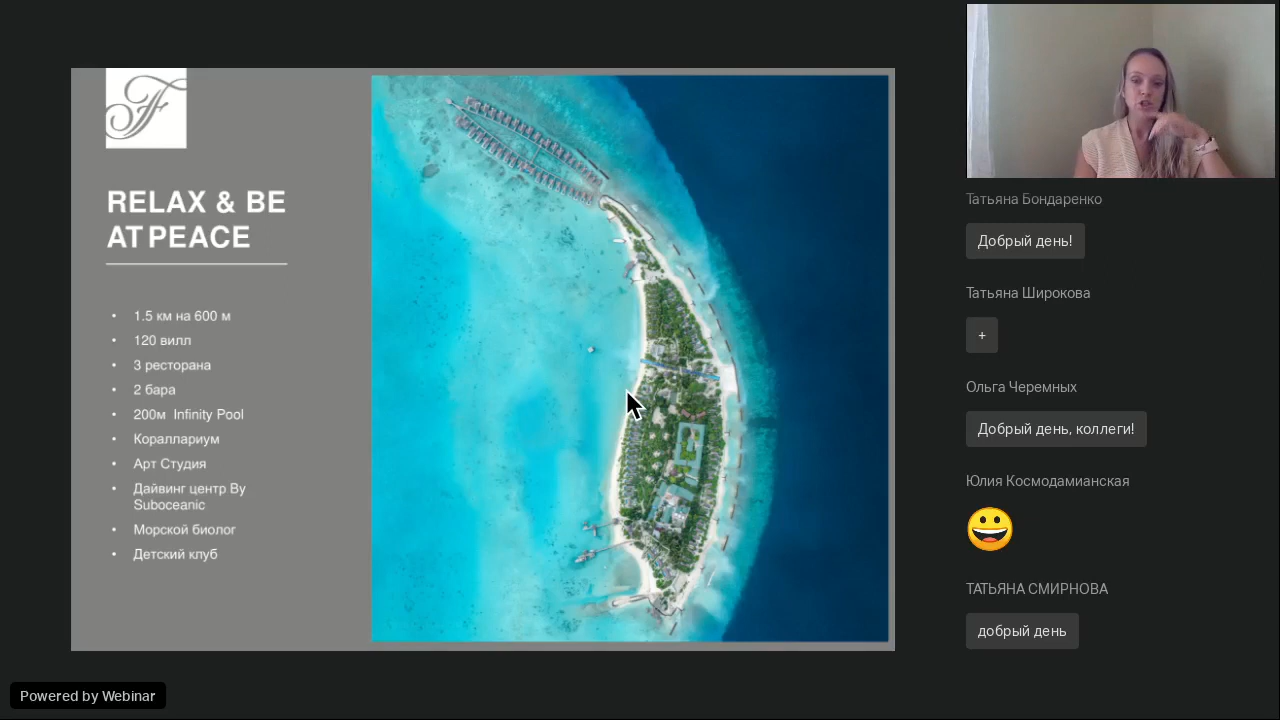 RELAX & BE
AT PEACE
• 1.5 км на 600 м
• 120 вилл
• 3 ресторана
• 2 бара
• 200м Infinity Pool
• Кораллариум
• Арт Студия
• Дайвинг центр By
Suboceanic
• Морской биолог
• Детский клуб
Татьяна Бондаренко
Добрый день!
Татьяна Широкова
+
Ольга Черемных
Добрый день, коллеги!
Юлия Космодамианская
😀
ТАТЬЯНА СМИРНОВА
добрый день
Powered by Webinar